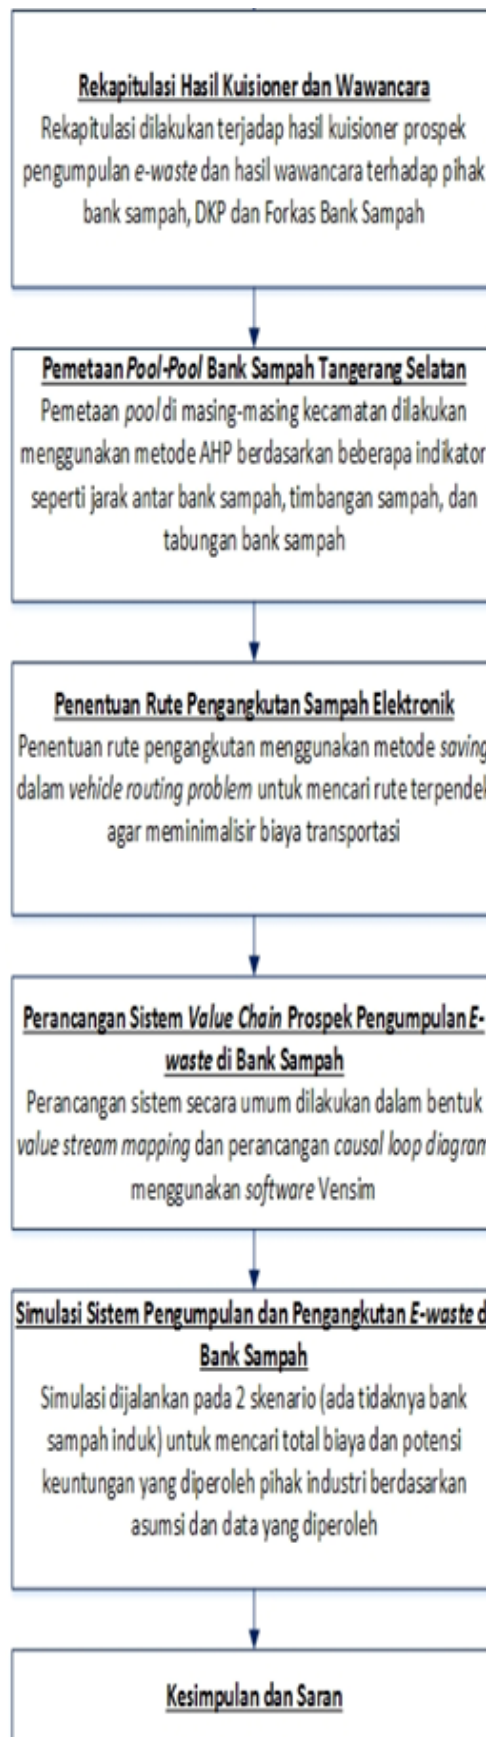 Rekapitulasi Hasil Kuisioner dan Wawancara
Rekapitulasi dilakukan terjadap hasil kuisioner prospek
pengumpulan e-waste dan hasil wawancara terhadap pihak
bank sampah, DKP dan Forkas Bank Sampah
Pemetaan Pool-Pool Bank Sampah Tangerang Selatan
Pemetaan pool di masing-masing kecamatan dilakukan
menggunakan metode AHP berdasarkan beberapa indikator
seperti jarak antar bank sampah, timbangan sampah, dan
tabungan bank sampah
Penentuan Rute Pengangkutan Sampah Elektronik
Penentuan rute pengangkutan menggunakan metode saving
dalam vehicle routing problem untuk mencari rute terpendek
agar meminimalisir biaya transportasi
Perancangan Sistem Value Chain Prospek Pengumpulan E-
waste di Bank Sampah
Perancangan sistem secara umum dilakukan dalam bentuk
value stream mapping dan perancangan causal loop diagram
menggunakan software Vensim
Simulasi Sistem Pengumpulan dan Pengangkutan E-waste d
Bank Sampah
Simulasi dijalankan pada 2 skenario (ada tidaknya bank
sampah induk) untuk mencari total biaya dan potensi
keuntungan yang diperoleh pihak industri berdasarkan
asumsi dan data yang diperoleh
Kesimpulan dan Saran